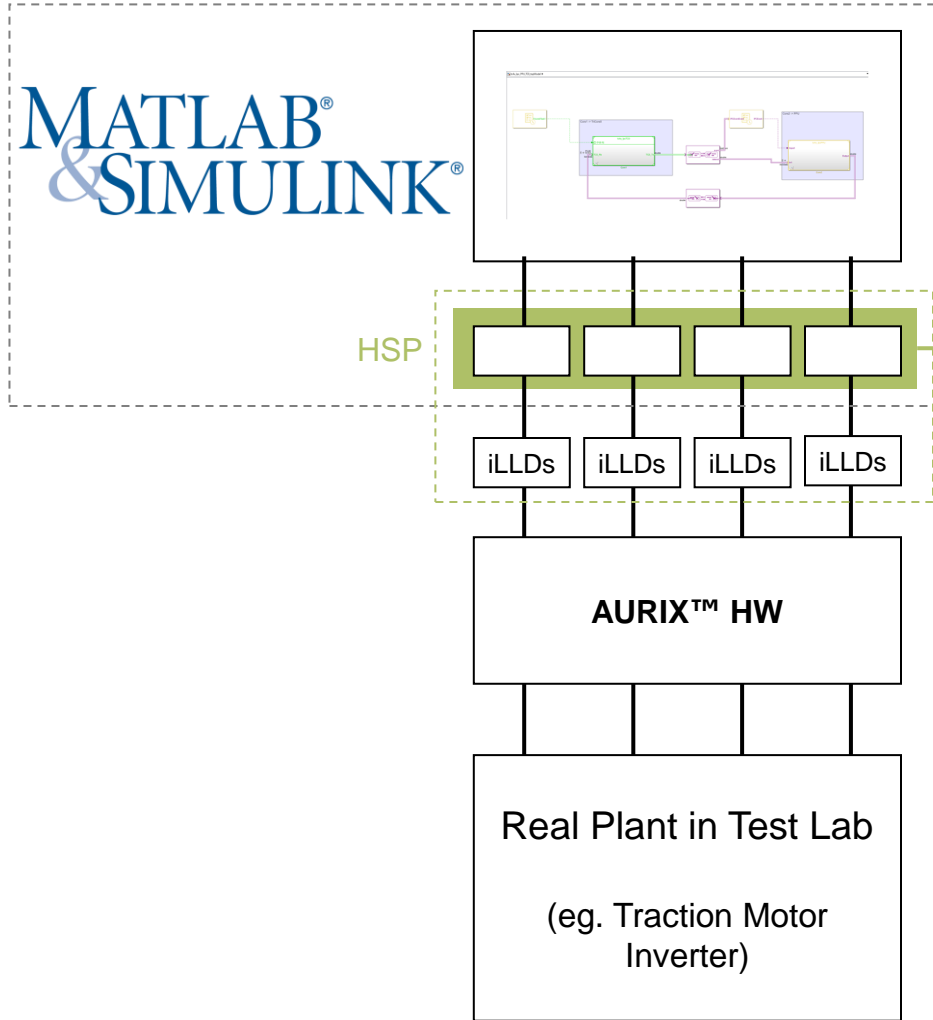 MATLAB®
&SIMULINK®
HSP
iLLDs
iLLDs
iLLDs
iLLDs
AURIX™ HW
Real Plant in Test Lab
(eg. Traction Motor
Inverter)